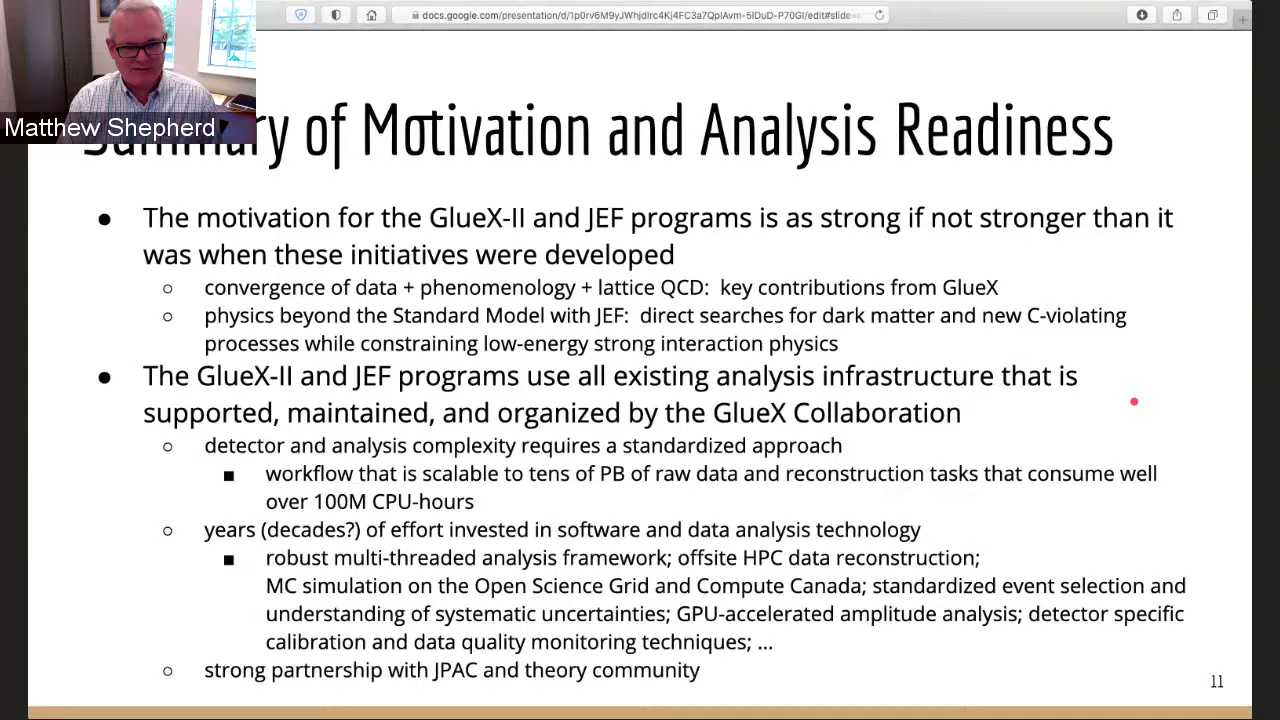 docs.google.com/presentation/d/1p0rv6M9yJWhjdIrc4Kj4FC3a7QplAvm-5IDuD-P70GI/edit#slide
Matthew Shepherd
Summary of Motivation and Analysis Readiness
● The motivation for the GlueX-II and JEF programs is as strong if not stronger than it
was when these initiatives were developed
○ convergence of data + phenomenology + lattice QCD: key contributions from GlueX
○ physics beyond the Standard Model with JEF: direct searches for dark matter and new C-violating
processes while constraining low-energy strong interaction physics
● The GlueX-II and JEF programs use all existing analysis infrastructure that is
supported, maintained, and organized by the GlueX Collaboration
○ detector and analysis complexity requires a standardized approach
■ workflow that is scalable to tens of PB of raw data and reconstruction tasks that consume well
over 100M CPU-hours
○ years (decades?) of effort invested in software and data analysis technology
■ robust multi-threaded analysis framework; offsite HPC data reconstruction;
MC simulation on the Open Science Grid and Compute Canada; standardized event selection and
understanding of systematic uncertainties; GPU-accelerated amplitude analysis; detector specific
calibration and data quality monitoring techniques; ...
○ strong partnership with JPAC and theory community
11